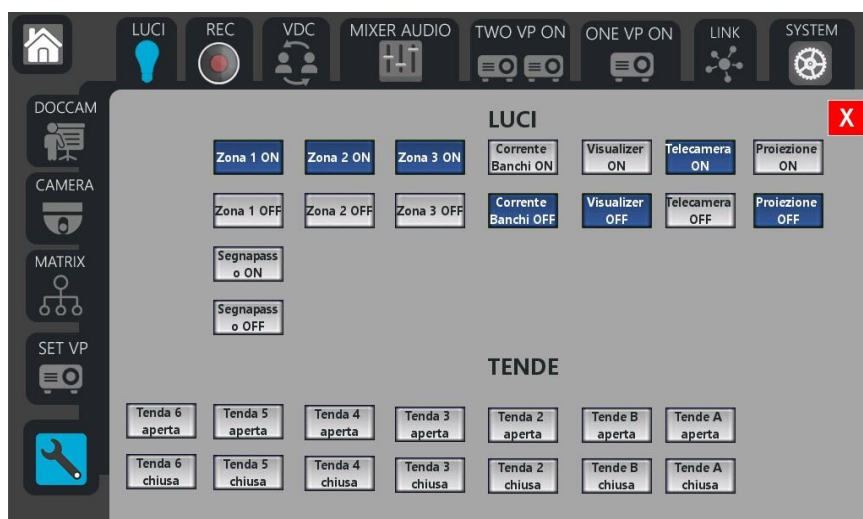 LUCI
REC
VDC
MIXER AUDIO
TWO VP ON
ONE VP ON
LINK
SYSTEM
DOCCAM
CAMERA
MATRIX
SET VP
X
LUCI
Zona 1 ON
Zona 2 ON
Zona 3 ON
Corrente
Banchi ON
Visualizer
ON
Telecamera
ON
Proiezione
ON
Zona 1 OFF
Zona 2 OFF
Zona 3 OFF
Corrente
Banchi OFF
Visualizer
OFF
Telecamera
OFF
Proiezione
OFF
Segnapass
o ON
Segnapass
o OFF
TENDE
Tenda 6
aperta
Tenda 5
aperta
Tenda 4
aperta
Tenda 3
aperta
Tenda 2
aperta
Tende B
aperta
Tende A
aperta
Tenda 6
chiusa
Tenda 5
chiusa
Tenda 4
chiusa
Tenda 3
chiusa
Tenda 2
chiusa
Tende B
chiusa
Tende A
chiusa